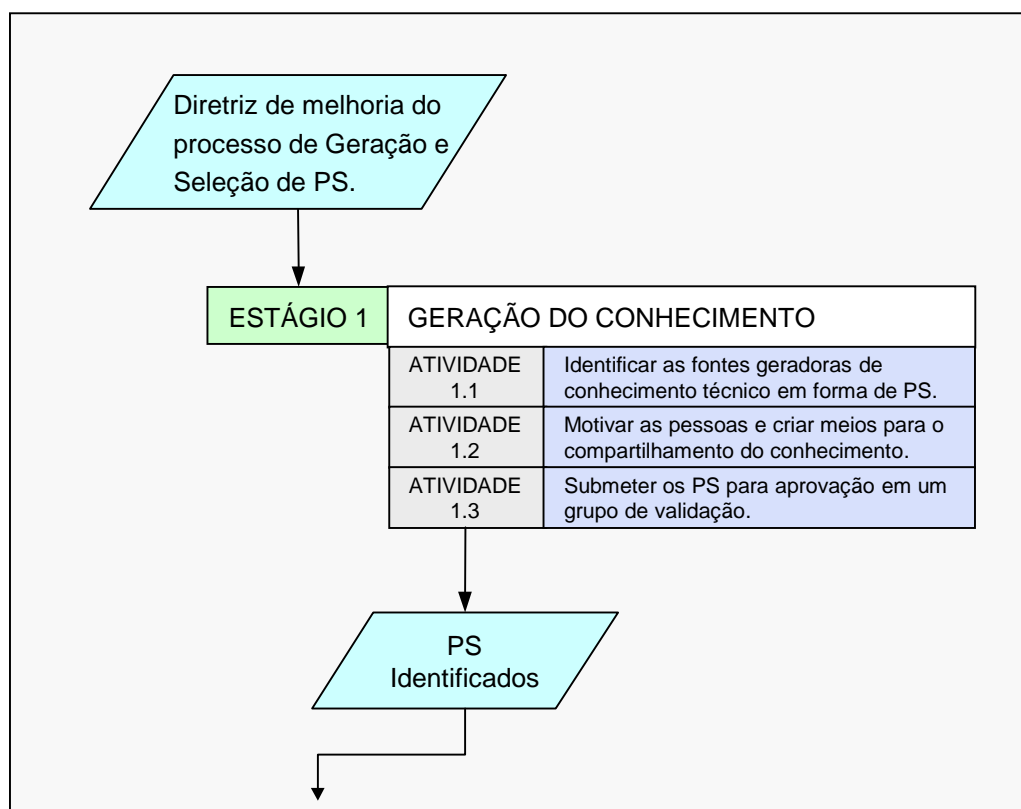 Diretriz de melhoria do
processo de Geração e
Seleção de PS.
ESTÁGIO 1
GERAÇÃO DO CONHECIMENTO
ATIVIDADE
1.1
Identificar as fontes geradoras de
conhecimento técnico em forma de PS.
ATIVIDADE
1.2
Motivar as pessoas e criar meios para o
compartilhamento do conhecimento.
ATIVIDADE
1.3
Submeter os PS para aprovação em um
grupo de validação.
PS
Identificados